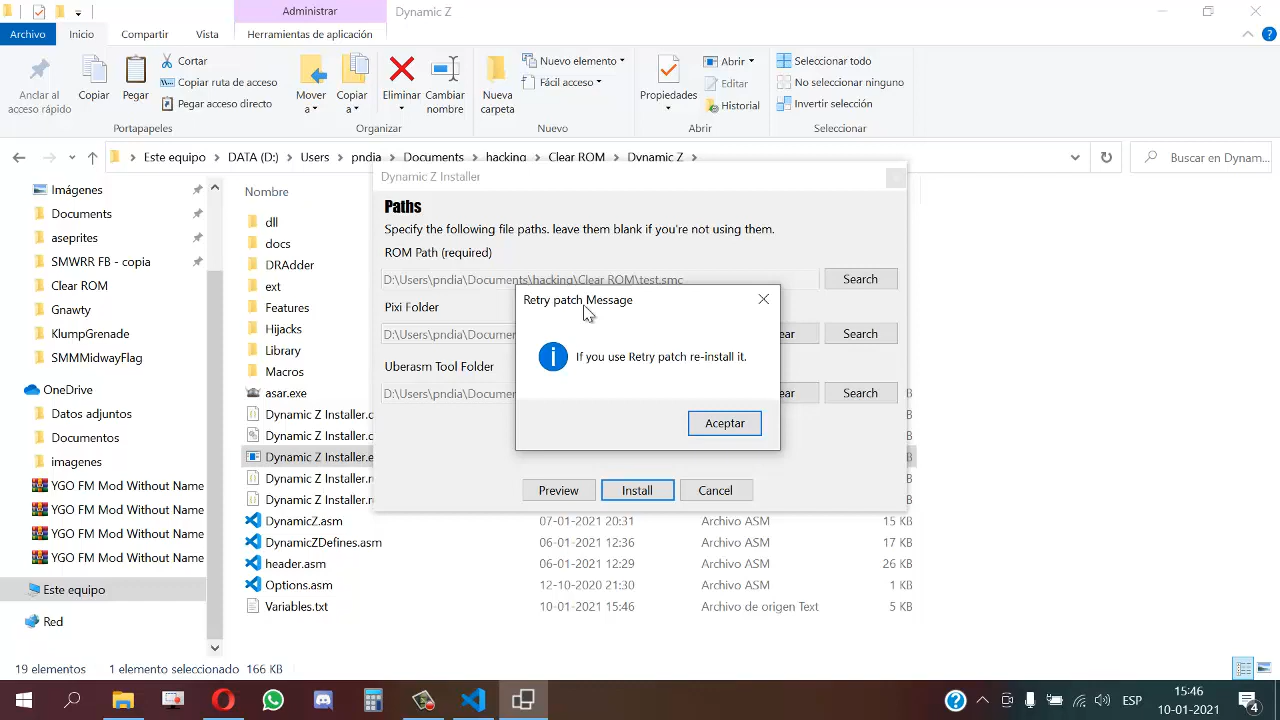 Administrar
Dynamic Z
Archivo
Inicio
Compartir
Vista
Herramientas de aplicación
Anclar al
acceso rápido
Copiar
Pegar
Cortar
Copiar ruta de acceso
Pegar acceso directo
Portapapeles
Mover
a
Copiar
a
Eliminar
Cambiar
nombre
Organizar
Nueva
carpeta
Nuevo elemento
Fácil acceso
Nuevo
Propiedades
Abrir
Editar
Historial
Abrir
Seleccionar todo
No seleccionar ninguno
Invertir selección
Seleccionar
Este equipo > DATA (D:) > Users > pndia > Documents > hacking > Clear ROM > Dynamic Z >
Buscar en Dynam...
Imágenes
Documents
aseprites
SMWRR FB - copia
Clear ROM
Gnawty
KlumpGrenade
SMMMidwayFlag
OneDrive
Datos adjuntos
Documentos
imagenes
YGO FM Mod Without Name
YGO FM Mod Without Name
YGO FM Mod Without Name
YGO FM Mod Without Name
Este equipo
Red
Nombre
dll
docs
DRAdder
ext
Features
Hijacks
Library
Macros
asar.exe
Dynamic Z Installer.c
Dynamic Z Installer.c
Dynamic Z Installer.e
Dynamic Z Installer.r
Dynamic Z Installer.r
DynamicZ.asm 07-01-2021 20:31 Archivo ASM 15 KB
DynamicZDefines.asm 06-01-2021 12:36 Archivo ASM 17 KB
header.asm 06-01-2021 12:29 Archivo ASM 26 KB
Options.asm 12-10-2020 21:30 Archivo ASM 1 KB
Variables.txt 10-01-2021 15:46 Archivo de origen Text 5 KB
Dynamic Z Installer
Paths
Specify the following file paths. leave them blank if you're not using them.
ROM Path (required)
D:\Users\pndia\Documents\hacking\Clear ROM\test.smc
Search
Pixi Folder
D:\Users\pndia\Docume
ear
Search
Uberasm Tool Folder
D:\Users\pndia\Docume
ear
Search
Preview
Install
Cancel
Retry patch Message
If you use Retry patch re-install it.
Aceptar
19 elementos
1 elemento seleccionado 166 KB
ESP
15:46
10-01-2021
4